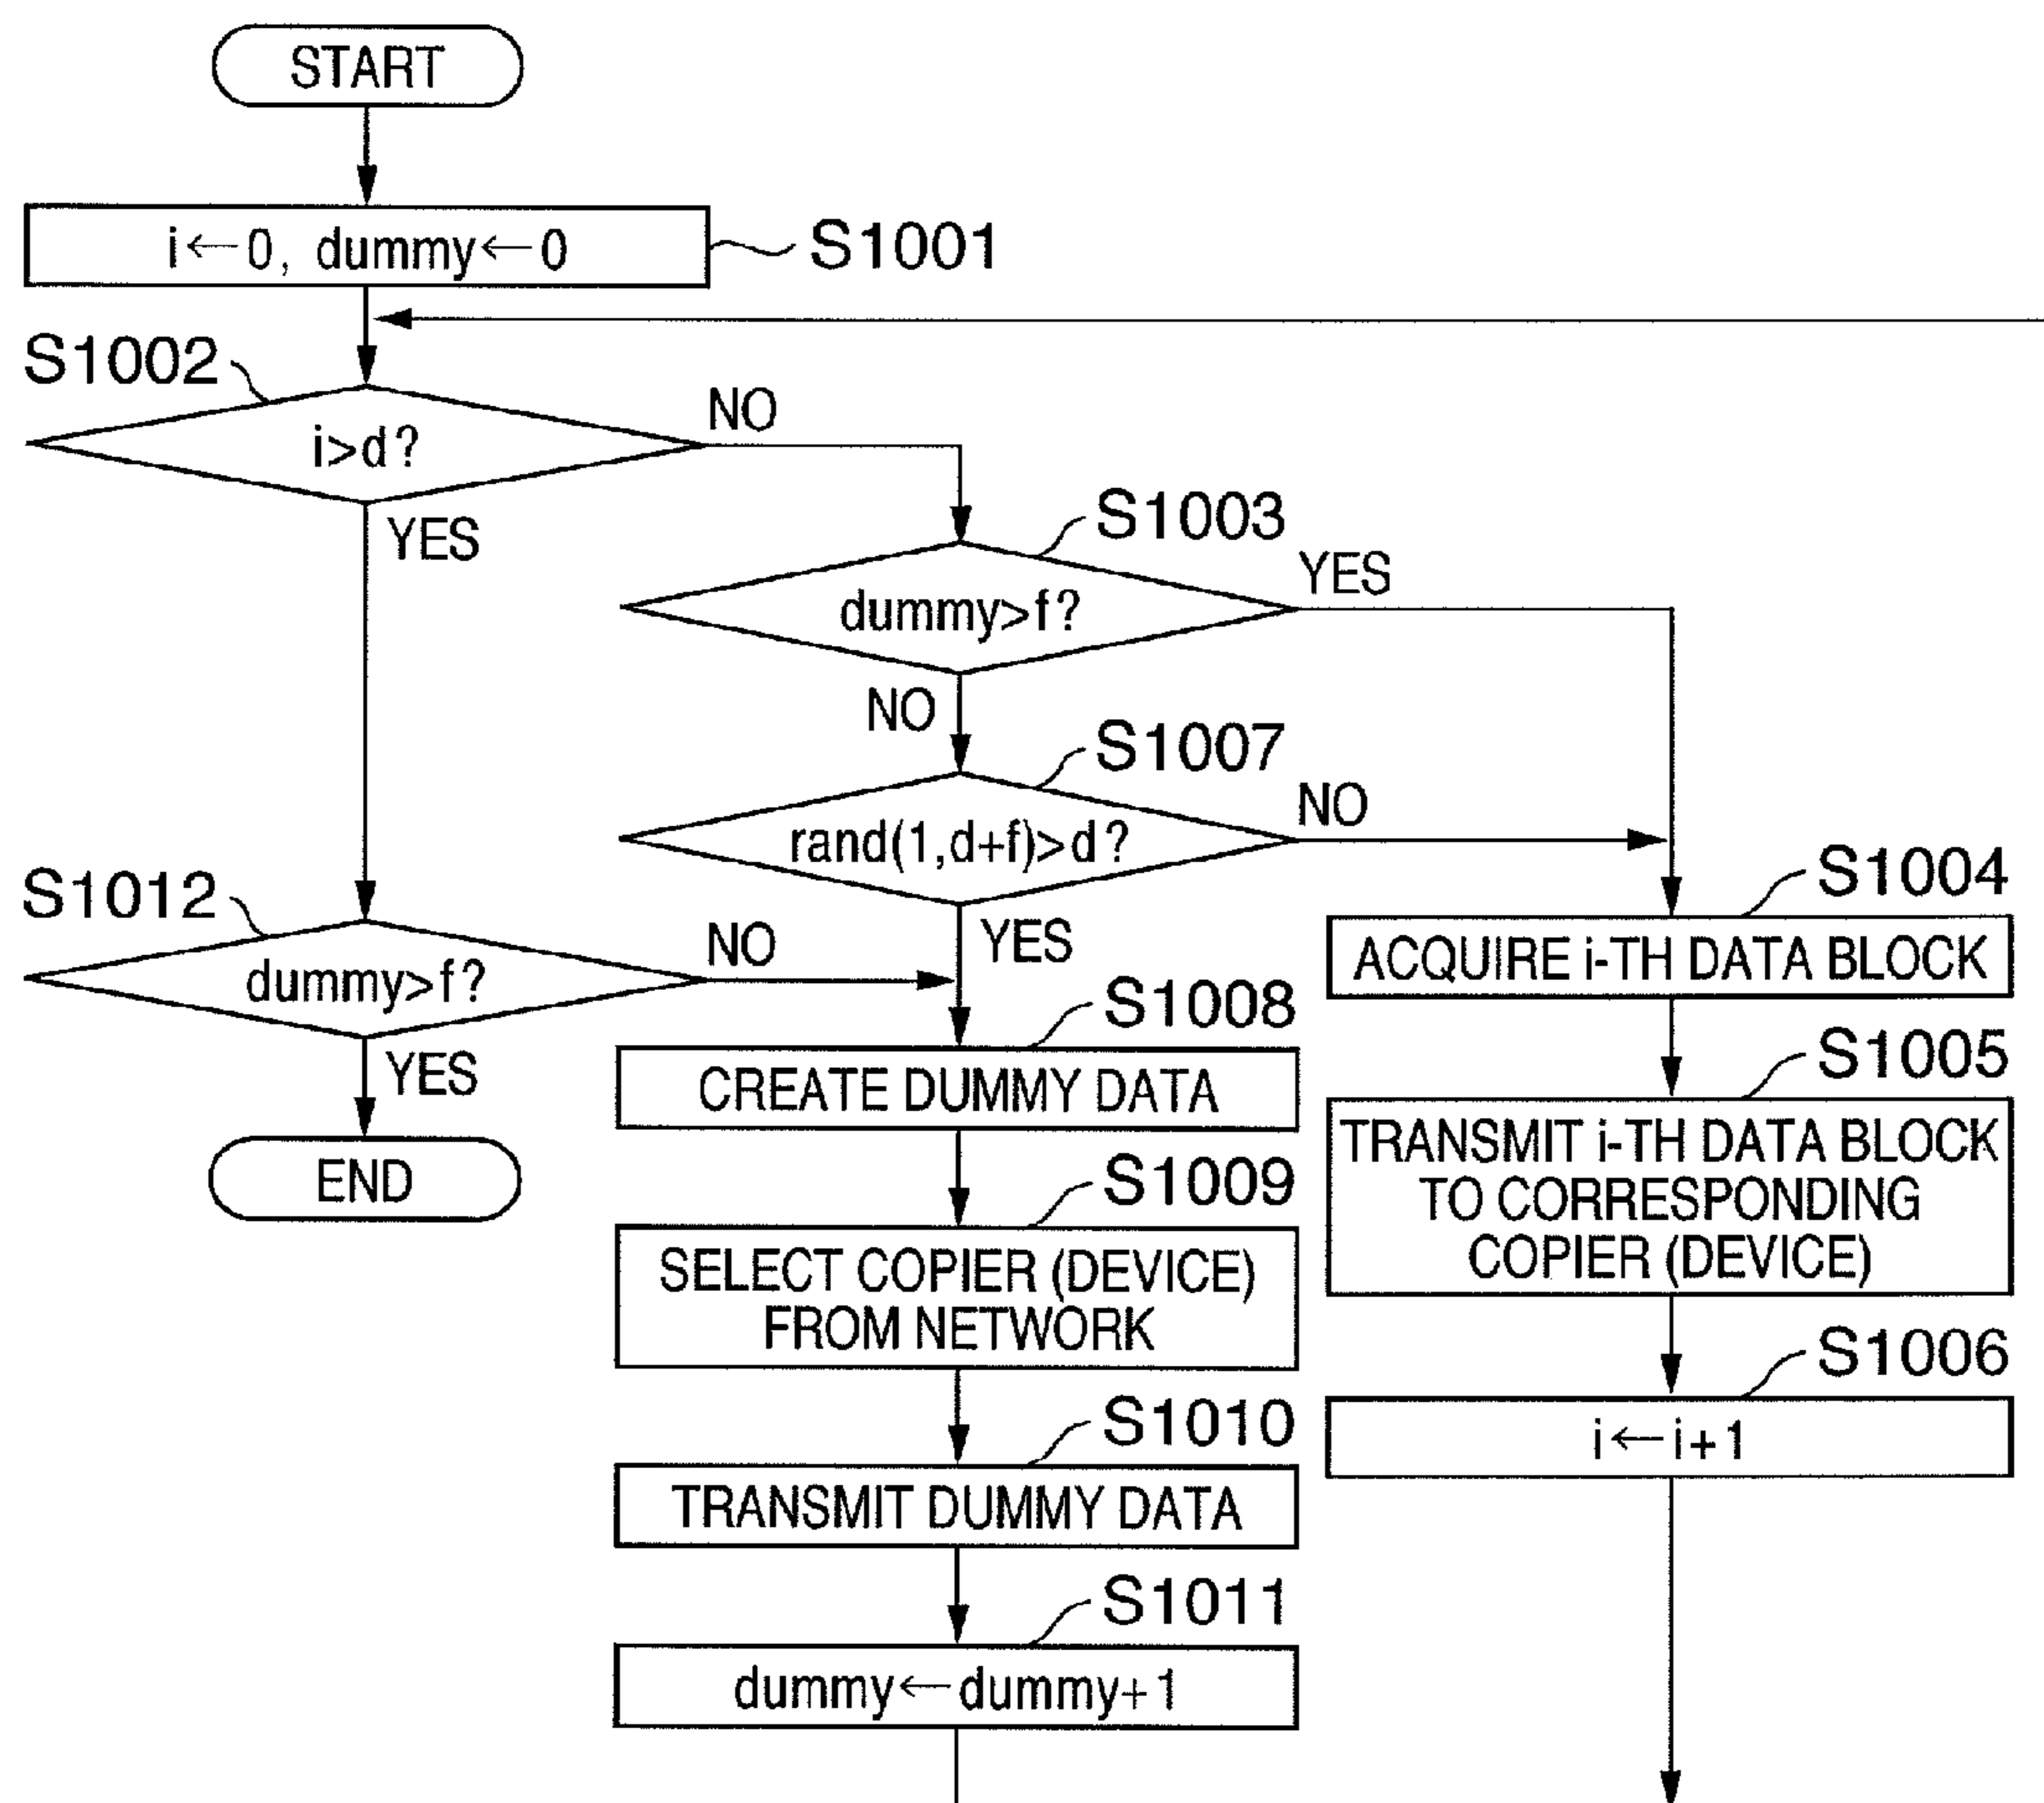 START
i←0, dummy←0
S1001
S1002
i>d?
NO
YES
S1003
dummy>f?
YES
NO
S1007
rand(1,d+f)>d?
NO
YES
S1012
dummy>f?
NO
YES
END
S1004
ACQUIRE i-TH DATA BLOCK
S1005
TRANSMIT i-TH DATA BLOCK
TO CORRESPONDING
COPIER (DEVICE)
S1006
i←i+1
S1008
CREATE DUMMY DATA
S1009
SELECT COPIER (DEVICE)
FROM NETWORK
S1010
TRANSMIT DUMMY DATA
S1011
dummy←dummy+1